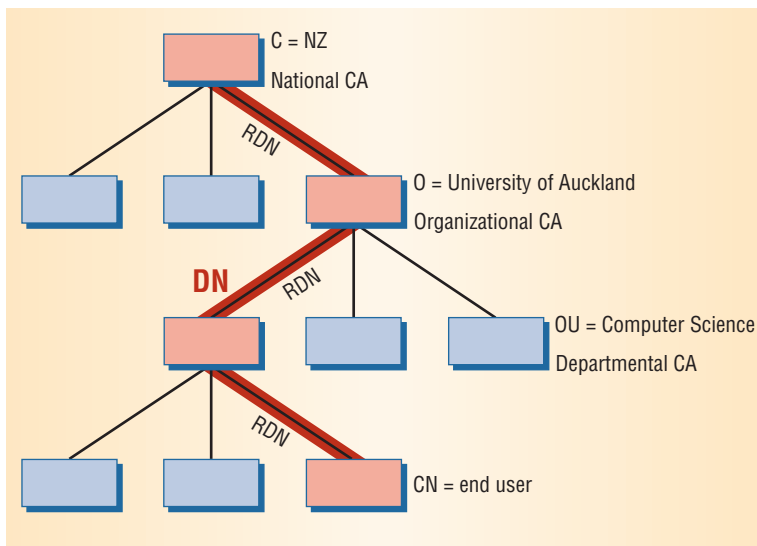 C = NZ
National CA
RDN
O = University of Auckland
Organizational CA
DN
RDN
OU = Computer Science
Departmental CA
RDN
CN = end user